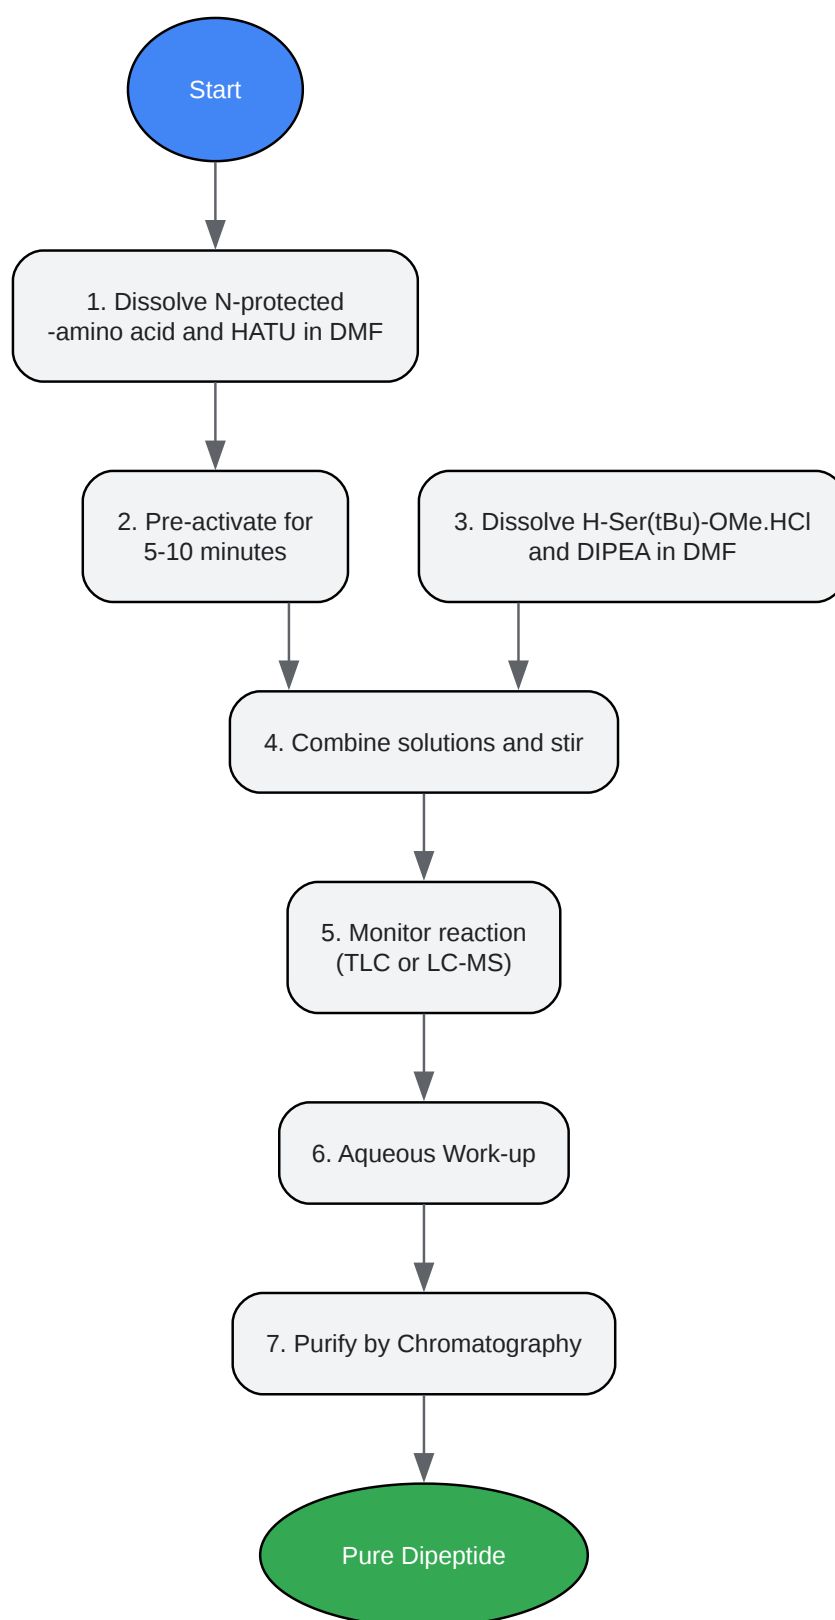 Start
1. Dissolve N-protected
-amino acid and HATU in DMF
2. Pre-activate for
5-10 minutes
3. Dissolve H-Ser(tBu)-OMe.HCl
and DIPEA in DMF
4. Combine solutions and stir
5. Monitor reaction
(TLC or LC-MS)
6. Aqueous Work-up
7. Purify by Chromatography
Pure Dipeptide